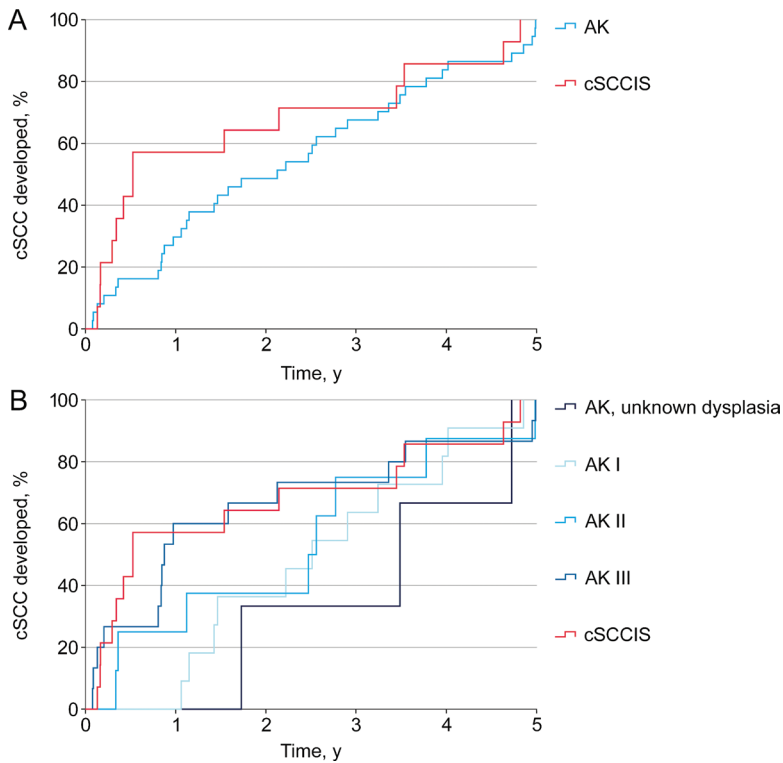 A
cSCC developed, %
100
80
60
40
20
0
0 1 2 3 4 5
Time, y
AK
cSCCIS
B
cSCC developed, %
100
80
60
40
20
0
0 1 2 3 4 5
Time, y
AK, unknown dysplasia
AK I
AK II
AK III
cSCCIS